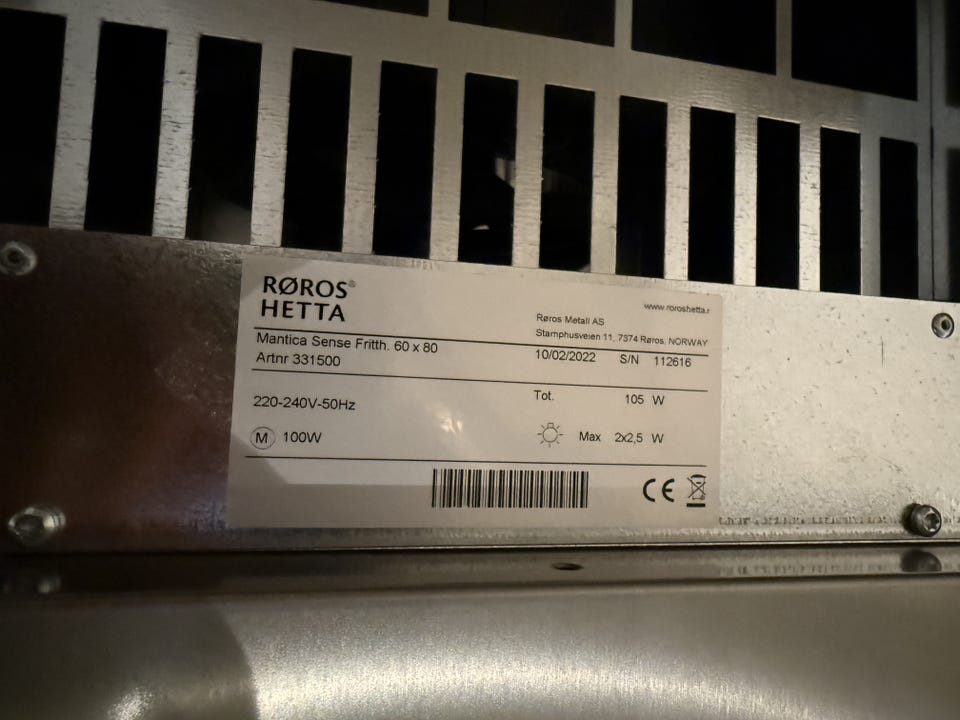 RØROS®
HETTA
www.roroshetta.n
Røros Metall AS
Stamphusveien 11, 7374 Røros, NORWAY
Mantica Sense Fritth. 60 x 80
10/02/2022 S/N 112616
Artnr 331500
220-240V-50Hz
Tot. 105 W
M 100W
Max 2x2,5 W
CE